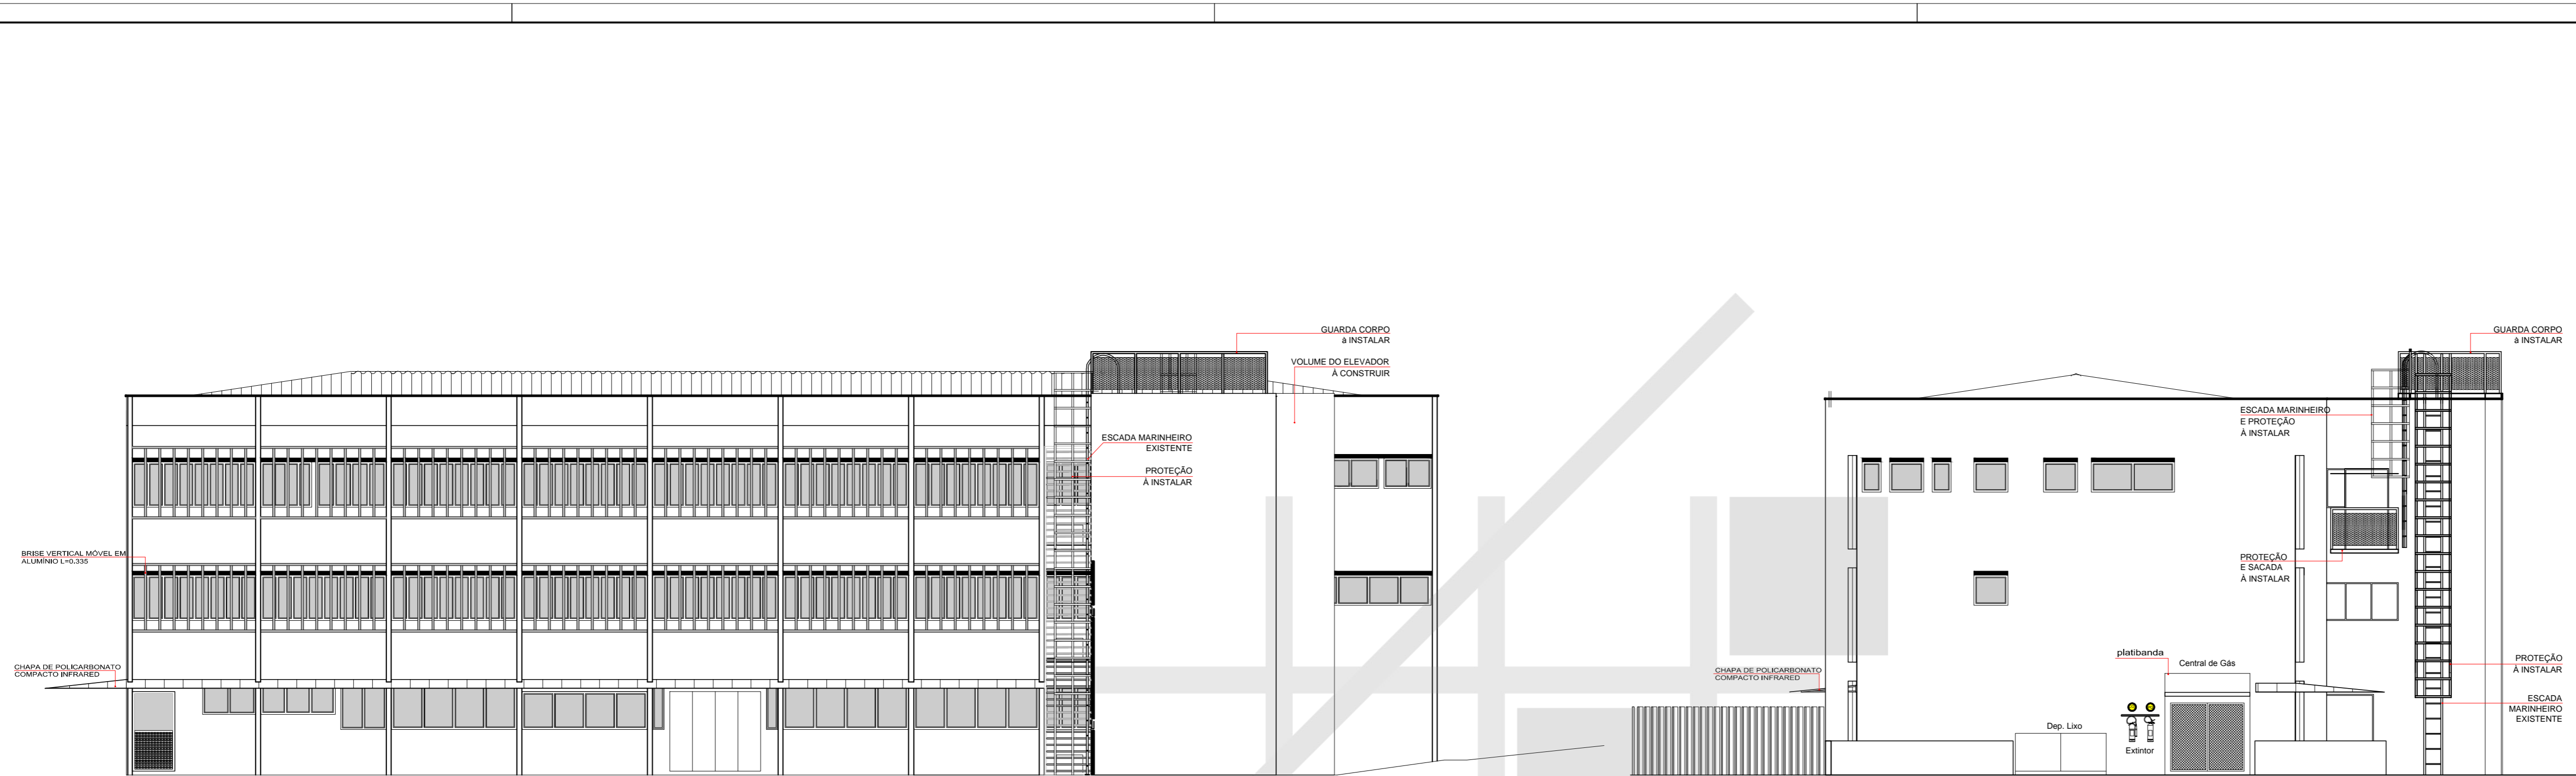 GUARDA CORPO
à INSTALAR
VOLUME DO ELEVADOR
À CONSTRUIR
ESCADA MARINHEIRO
EXISTENTE
PROTEÇÃO
À INSTALAR
BRISE VERTICAL MÓVEL EM
ALUMÍNIO L=0.335
CHAPA DE POLICARBONATO
COMPACTO INFRARED
GUARDA CORPO
à INSTALAR
ESCADA MARINHEIRO
E PROTEÇÃO
À INSTALAR
PROTEÇÃO
E SACADA
À INSTALAR
platibanda
Central de Gás
CHAPA DE POLICARBONATO
COMPACTO INFRARED
PROTEÇÃO
À INSTALAR
ESCADA
MARINHEIRO
EXISTENTE
Dep. Lixo
Extintor